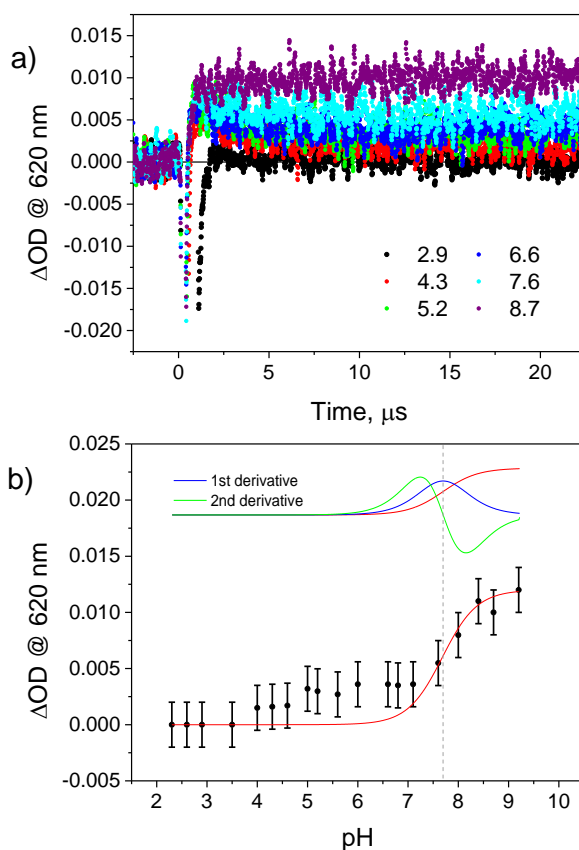 a)
0.010
0.005
0.000
-0.005
-0.010
-0.015
-0.020
ΔOD @ 620 nm
2.9 6.6
4.3 7.6
5.2 8.7
0 5 10 15 20
Time, μs
b)
0.025
0.020
0.015
0.010
0.005
0.000
-0.005
ΔOD @ 620 nm
1st derivative
2nd derivative
2 3 4 5 6 7 8 9 10
pH